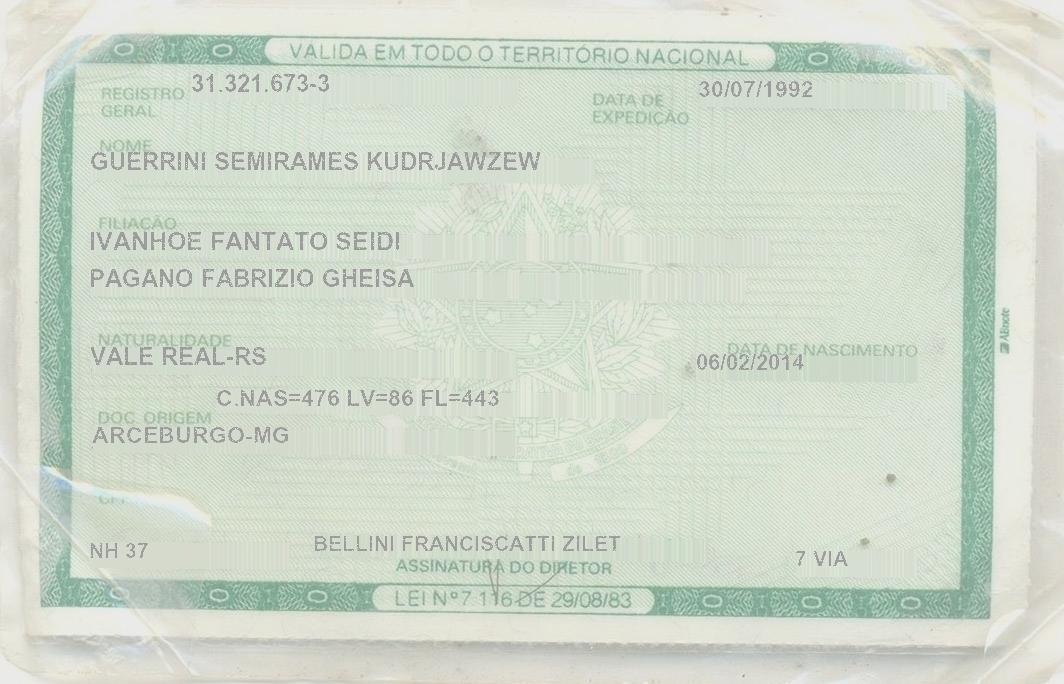 VALIDA EM TODO O TERRITÓRIO NACIONAL
REGISTRO GERAL 31.321.673-3
DATA DE EXPEDIÇÃO 30/07/1992
NOME
GUERRINI SEMIRAMES KUDRJAWZEW
FILIAÇÃO
IVANHOE FANTATO SEIDI
PAGANO FABRIZIO GHEISA
NATURALIDADE
VALE REAL-RS
DATA DE NASCIMENTO
06/02/2014
C.NAS=476 LV=86 FL=443
DOC ORIGEM
ARCEBURGO-MG
CPF
NH 37
BELLINI FRANCISCATTI ZILET
7 VIA
ASSINATURA DO DIRETOR
LEI Nº 7.116 DE 29/08/83